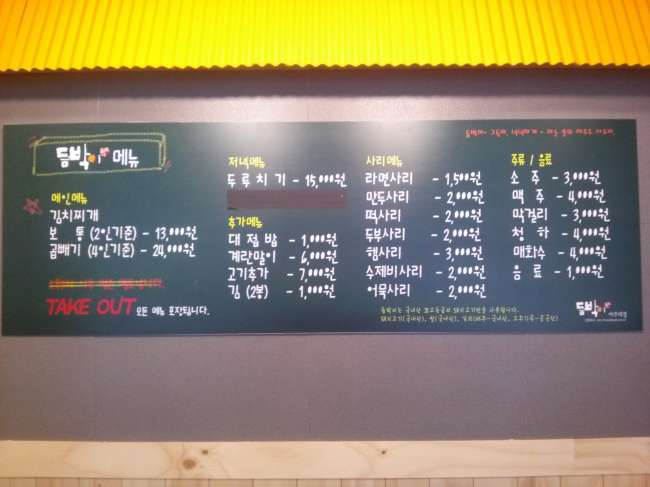 듬박이 메뉴
메인메뉴
김치찌개
보 통 (2인기준) - 13,000원
곱빼기 (4인기준) - 24,000원
TAKE OUT 모든 메뉴 포장됩니다.
저녁메뉴
두루치기 - 15,000원
추가메뉴
대접밥 - 1,000원
계란말이 - 6,000원
고기추가 - 7,000원
김 (2봉) - 1,000원
사리메뉴
라면사리 - 1,500원
만두사리 - 2,000원
떡사리 - 2,000원
두부사리 - 2,000원
햄사리 - 3,000원
수제비사리 - 2,000원
어묵사리 - 2,000원
주류 / 음료
소 주 - 3,000원
맥 주 - 4,000원
막걸리 - 3,000원
청 하 - 4,000원
매화수 - 4,000원
음 료 - 1,000원
듬박이